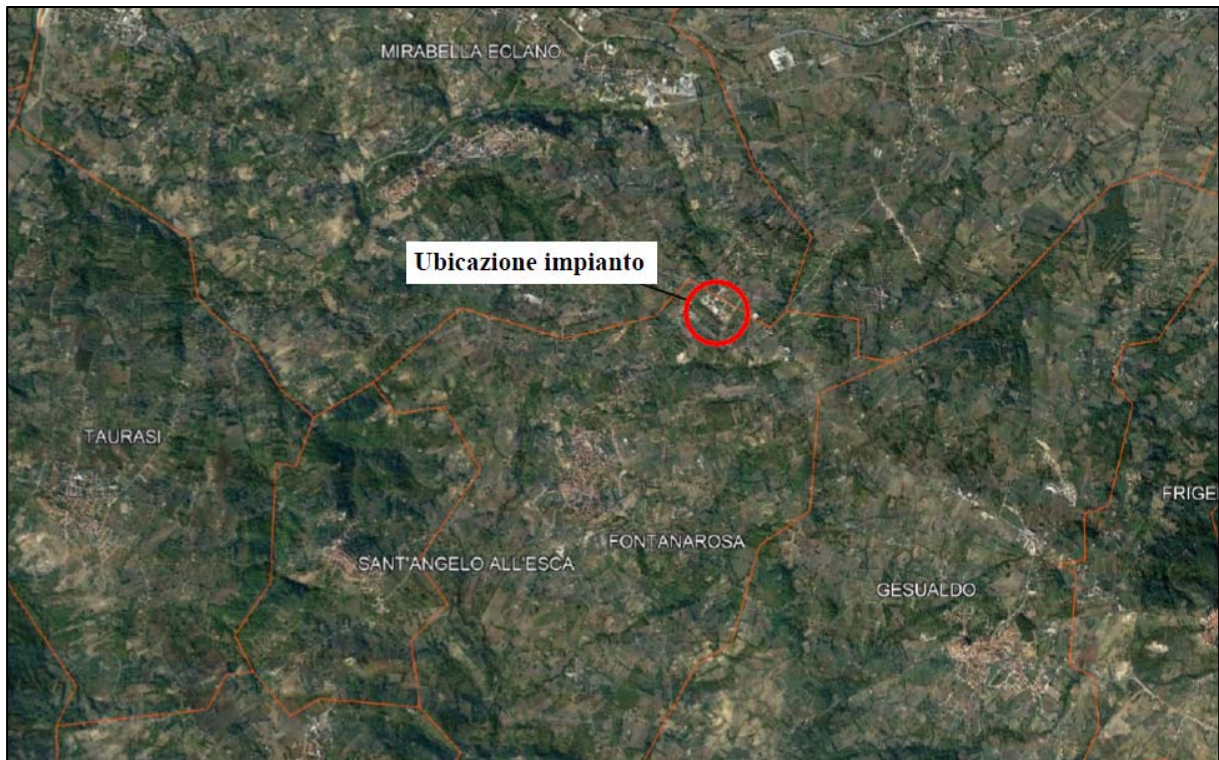 MIRABELLA ECLANO
Ubicazione impianto
TAURASI
FRIGE
FONTANAROSA
SANT'ANGELO ALL'ESCA
GESUALDO